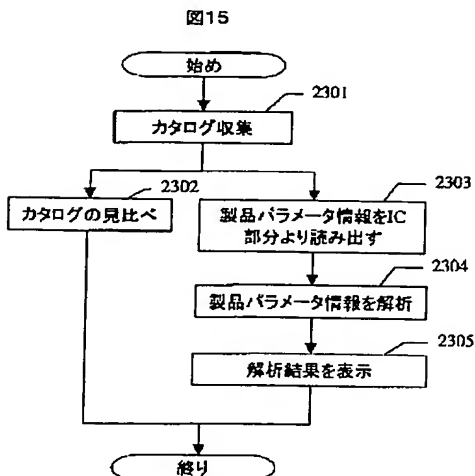 図15
始め
2301
カタログ収集
2302
カタログの見比べ
2303
製品パラメータ情報をIC
部分より読み出す
2304
製品パラメータ情報を解析
2305
解析結果を表示
終り